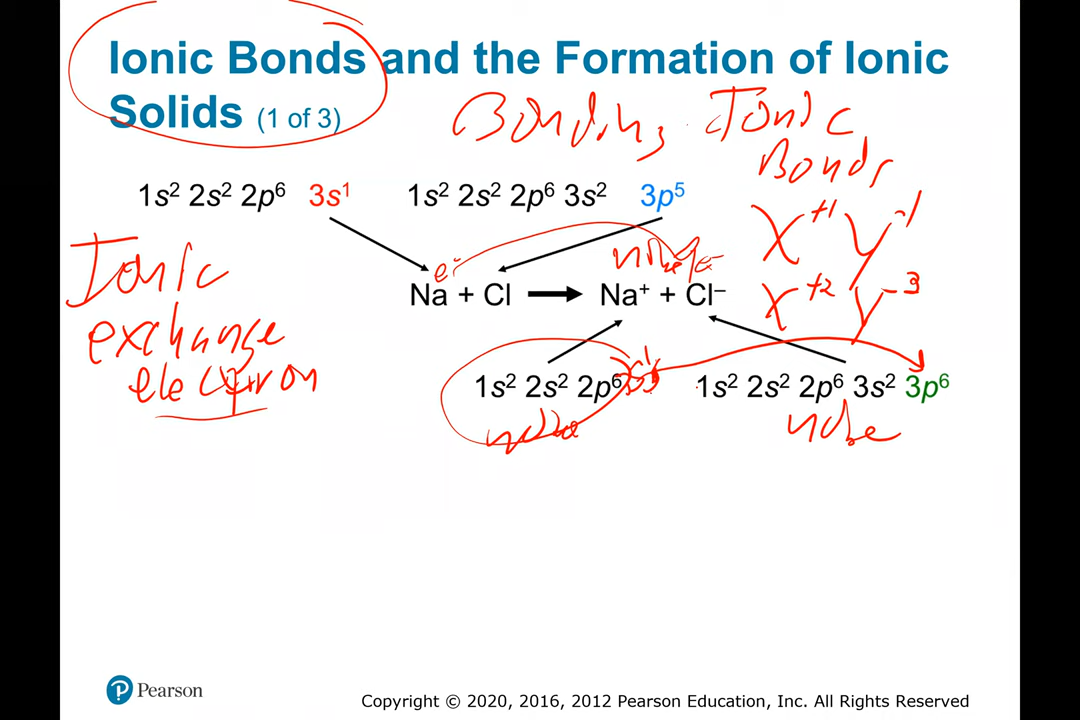 Ionic Bonds and the Formation of Ionic
Solids (1 of 3)
Bonding Ionic
Bonds
1s² 2s² 2p⁶ 3s¹ 1s² 2s² 2p⁶ 3s² 3p⁵
X⁺¹ Y⁻¹
Ionic
e⁻
Na + Cl → Na⁺ + Cl⁻
X⁺² Y⁻³
exchange
electron
1s² 2s² 2p⁶ 1s² 2s² 2p⁶ 3s² 3p⁶
noble
Pearson
Copyright © 2020, 2016, 2012 Pearson Education, Inc. All Rights Reserved